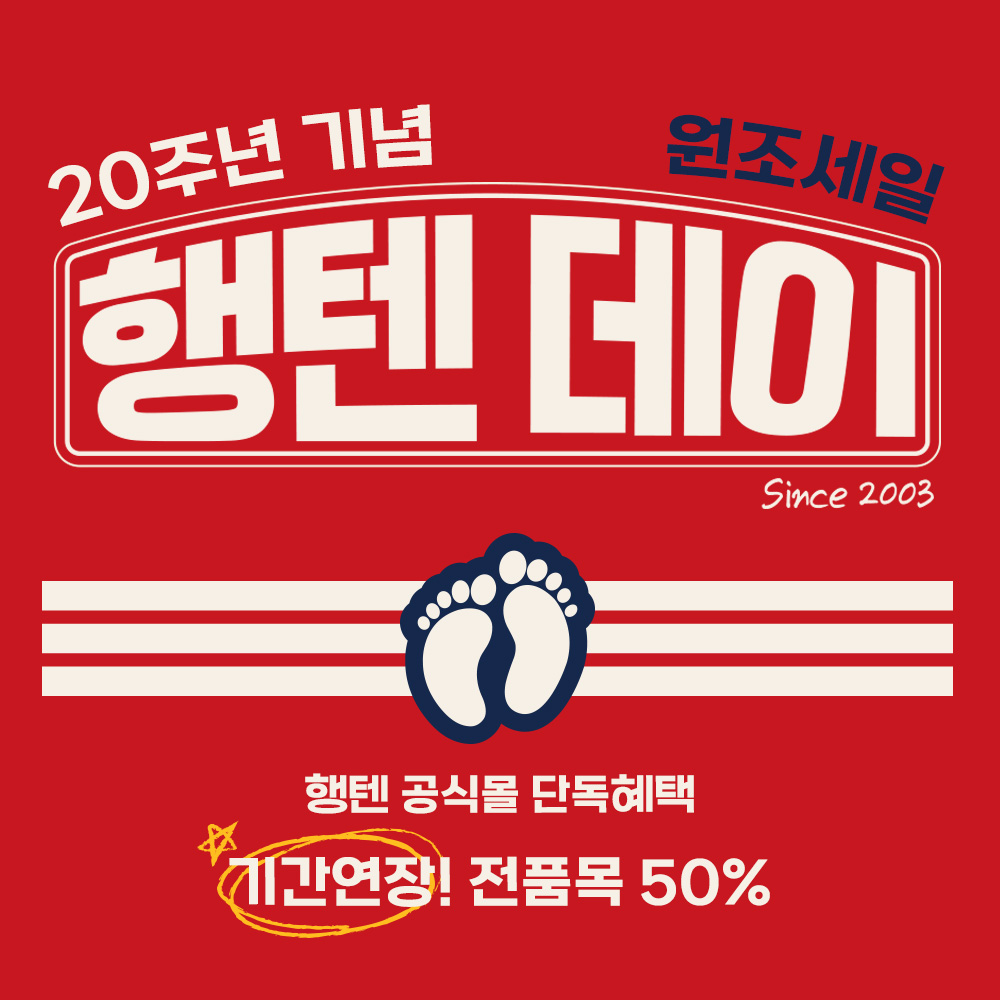 20주년 기념
원조세일
행텐 데이
Since 2003
행텐 공식몰 단독혜택
기간연장! 전품목 50%